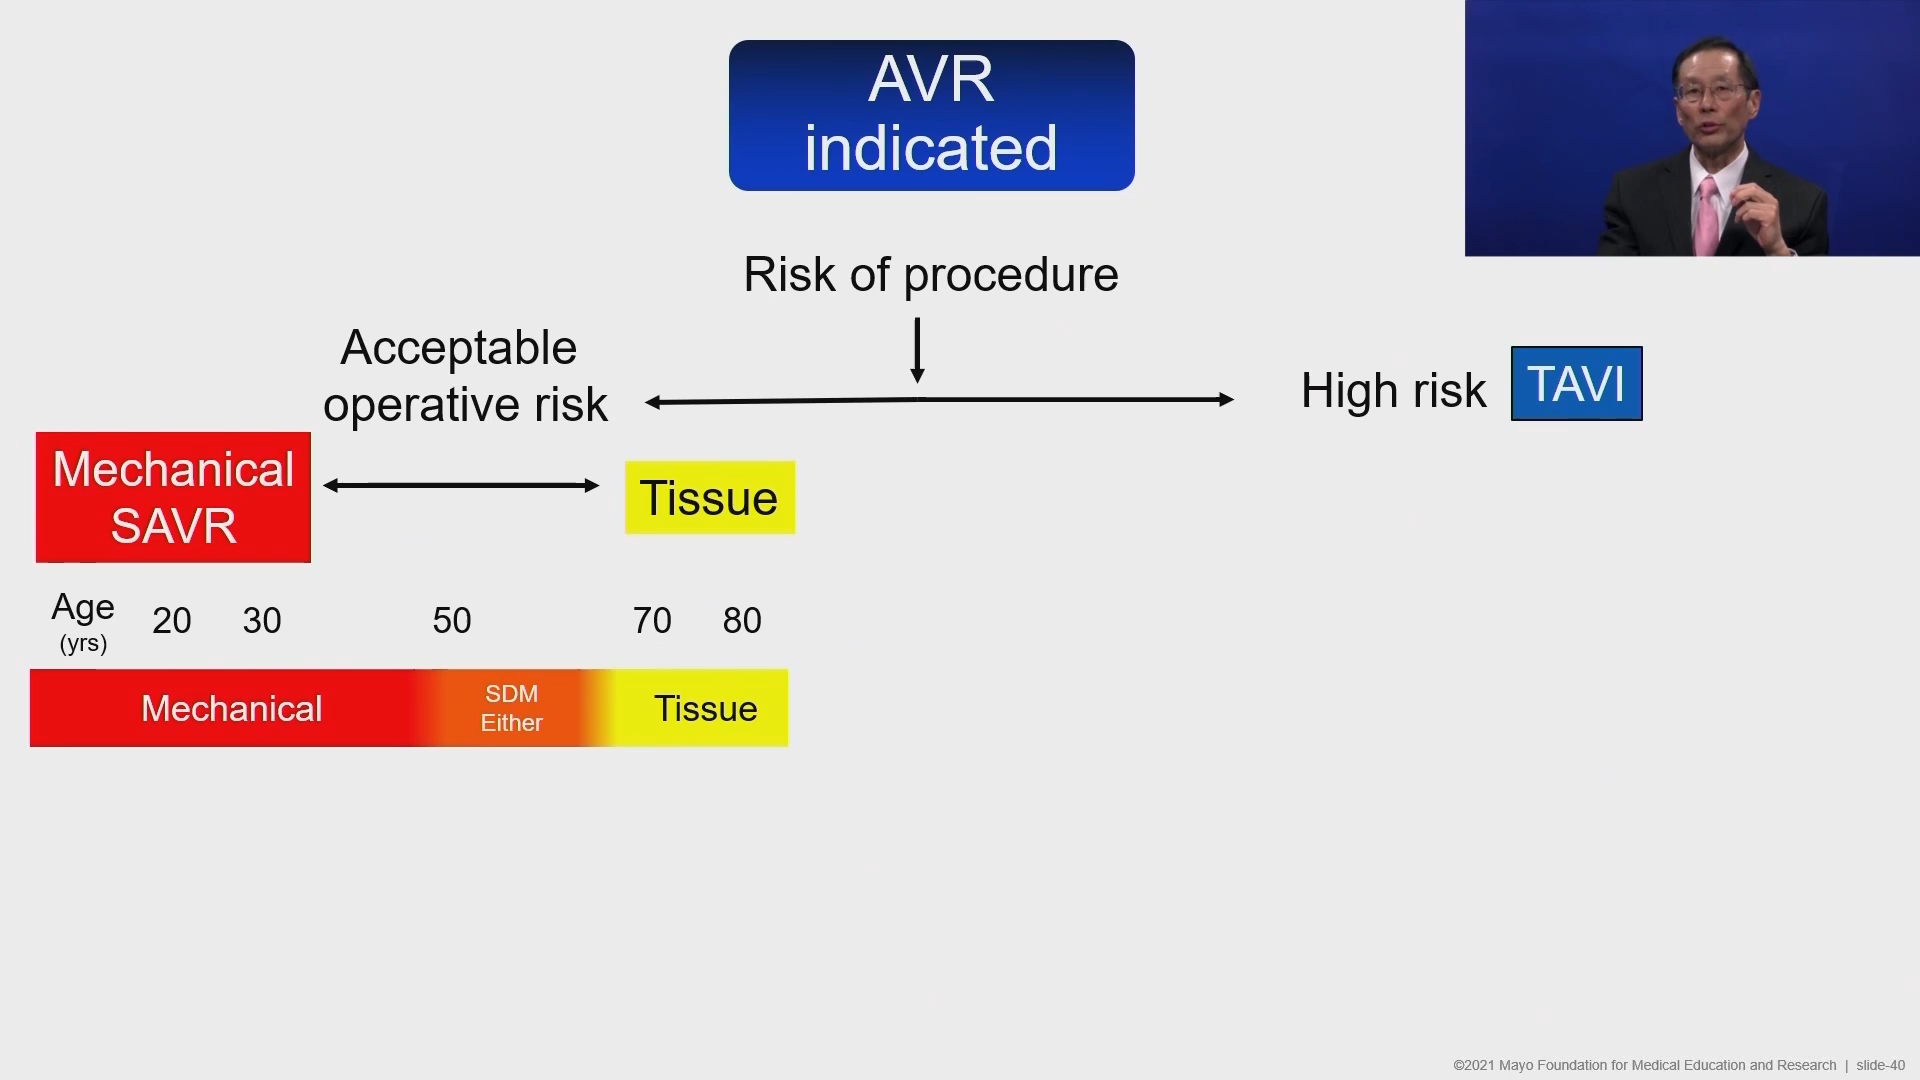 AVR
indicated
Risk of procedure
Acceptable
operative risk
High risk
TAVI
Mechanical
SAVR
Tissue
Age
(yrs)
20 30 50 70 80
Mechanical
SDM
Either
Tissue
©2021 Mayo Foundation for Medical Education and Research | slide-40